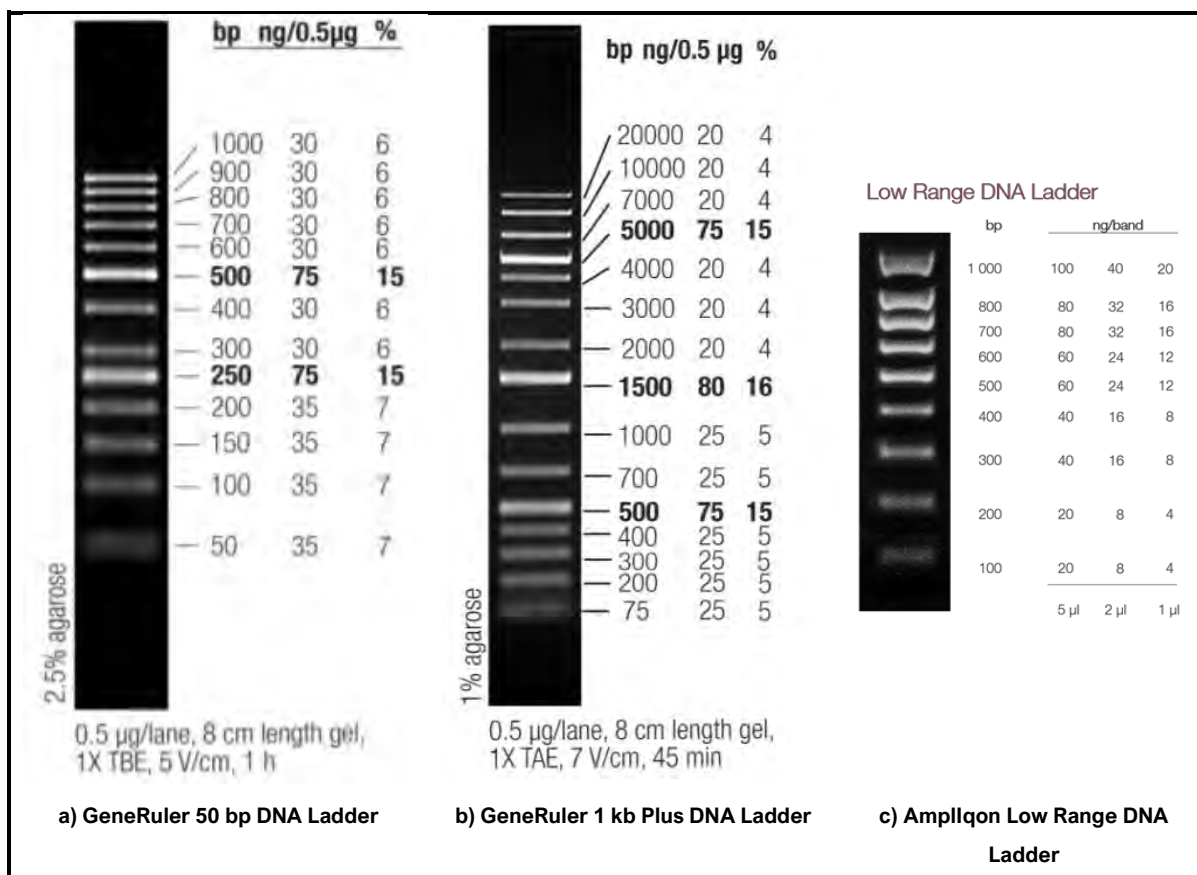 bp ng/0.5µg %
1000 30 6
900 30 6
800 30 6
700 30 6
600 30 6
500 75 15
400 30 6
300 30 6
250 75 15
200 35 7
150 35 7
100 35 7
50 35 7
2.5% agarose
0.5 µg/lane, 8 cm length gel,
1X TBE, 5 V/cm, 1 h
a) GeneRuler 50 bp DNA Ladder
bp ng/0.5 µg %
20000 20 4
10000 20 4
7000 20 4
5000 75 15
4000 20 4
3000 20 4
2000 20 4
1500 80 16
1000 25 5
700 25 5
500 75 15
400 25 5
300 25 5
200 25 5
75 25 5
1% agarose
0.5 µg/lane, 8 cm length gel,
1X TAE, 7 V/cm, 45 min
b) GeneRuler 1 kb Plus DNA Ladder
Low Range DNA Ladder
bp ng/band
1 000 100 40 20
800 80 32 16
700 80 32 16
600 60 24 12
500 60 24 12
400 40 16 8
300 40 16 8
200 20 8 4
100 20 8 4
5 µl 2 µl 1 µl
c) AmplIqon Low Range DNA
Ladder